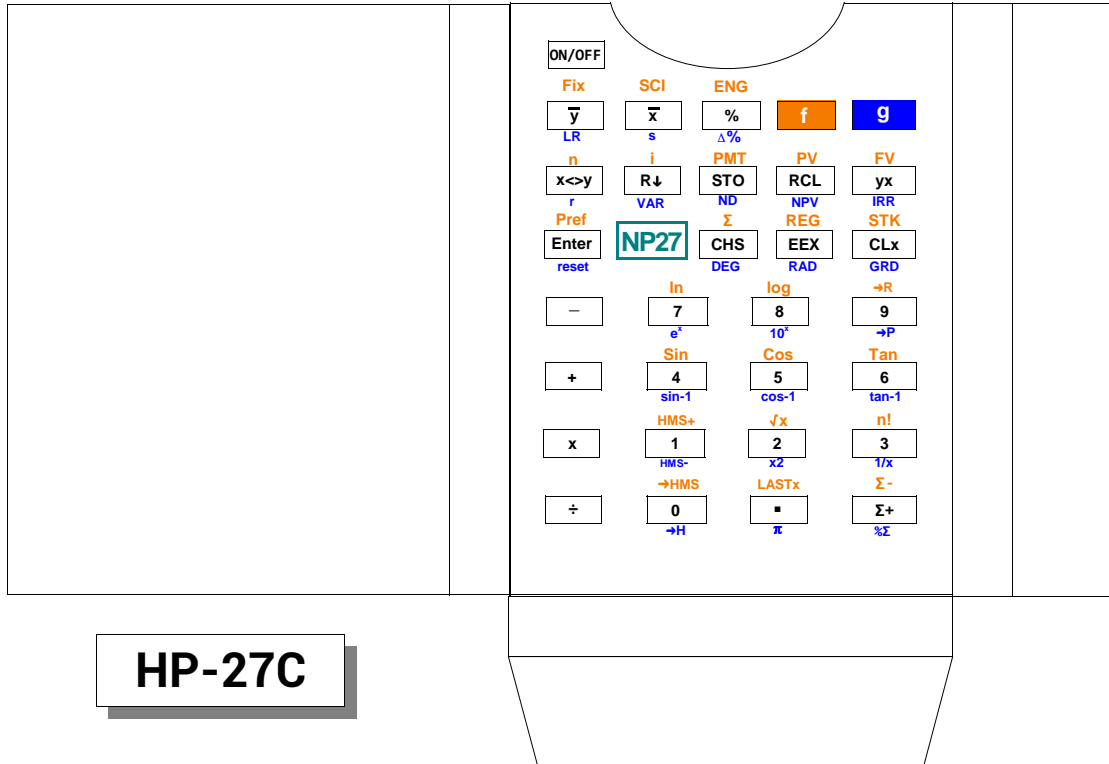 ON/OFF
Fix SCI ENG
y̅ x̅ % f g
LR s Δ%
n i PMT PV FV
x<>y R↓ STO RCL yx
r VAR ND NPV IRR
Pref Σ REG STK
Enter NP27 CHS EEX CLx
reset DEG RAD GRD
ln log →R
– 7 8 9
eˣ 10ˣ →P
Sin Cos Tan
+ 4 5 6
sin-1 cos-1 tan-1
HMS+ √x n!
x 1 2 3
HMS- x2 1/x
→HMS LASTx Σ-
÷ 0 ▪ Σ+
→H π %Σ
HP-27C